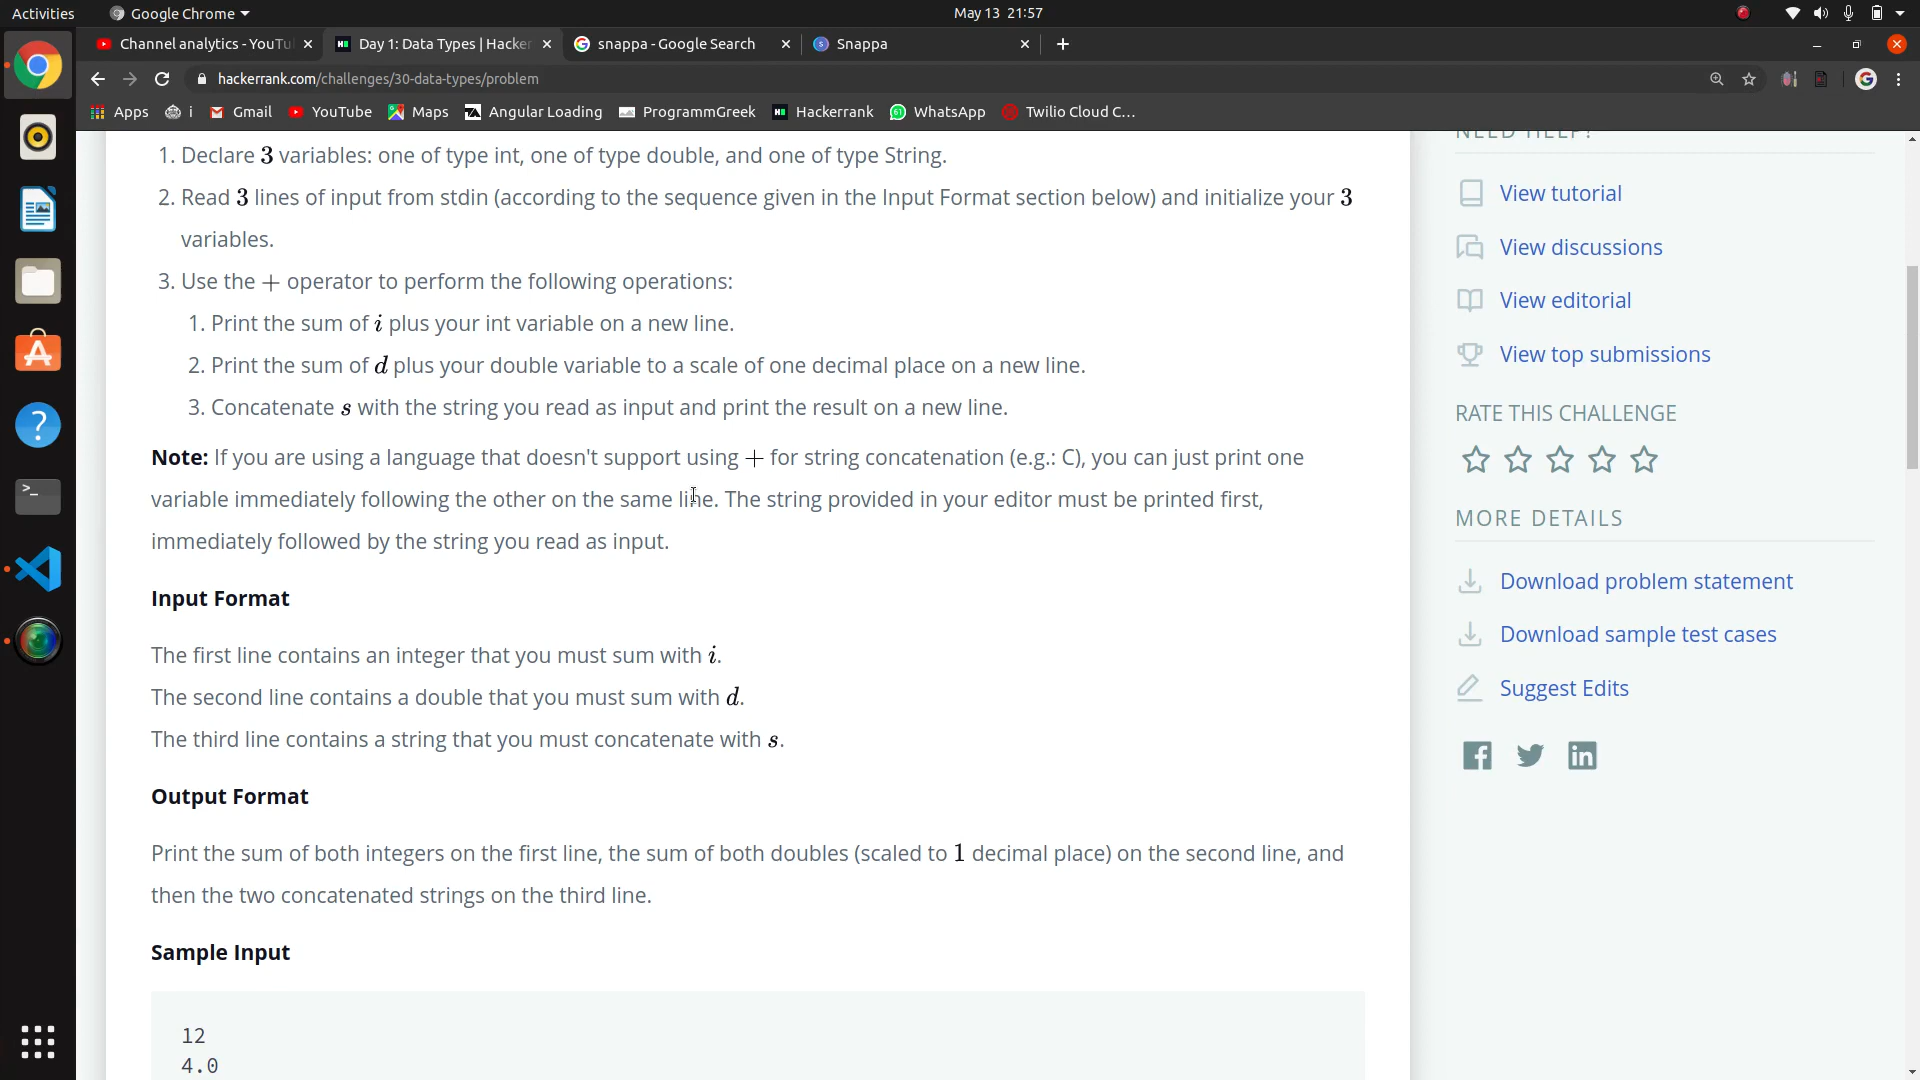 Activities
Google Chrome
May 13 21:57
Channel analytics - YouTu
Day 1: Data Types | Hacker
snappa - Google Search
Snappa
hackerrank.com/challenges/30-data-types/problem
Apps
i
Gmail
YouTube
Maps
Angular Loading
ProgrammGreek
Hackerrank
WhatsApp
Twilio Cloud C...
1. Declare 3 variables: one of type int, one of type double, and one of type String.
2. Read 3 lines of input from stdin (according to the sequence given in the Input Format section below) and initialize your 3
variables.
3. Use the + operator to perform the following operations:
1. Print the sum of i plus your int variable on a new line.
2. Print the sum of d plus your double variable to a scale of one decimal place on a new line.
3. Concatenate s with the string you read as input and print the result on a new line.
Note: If you are using a language that doesn't support using + for string concatenation (e.g.: C), you can just print one
variable immediately following the other on the same line. The string provided in your editor must be printed first,
immediately followed by the string you read as input.
Input Format
The first line contains an integer that you must sum with i.
The second line contains a double that you must sum with d.
The third line contains a string that you must concatenate with s.
Output Format
Print the sum of both integers on the first line, the sum of both doubles (scaled to 1 decimal place) on the second line, and
then the two concatenated strings on the third line.
Sample Input
12
4.0
NEED HELP?
View tutorial
View discussions
View editorial
View top submissions
RATE THIS CHALLENGE
MORE DETAILS
Download problem statement
Download sample test cases
Suggest Edits